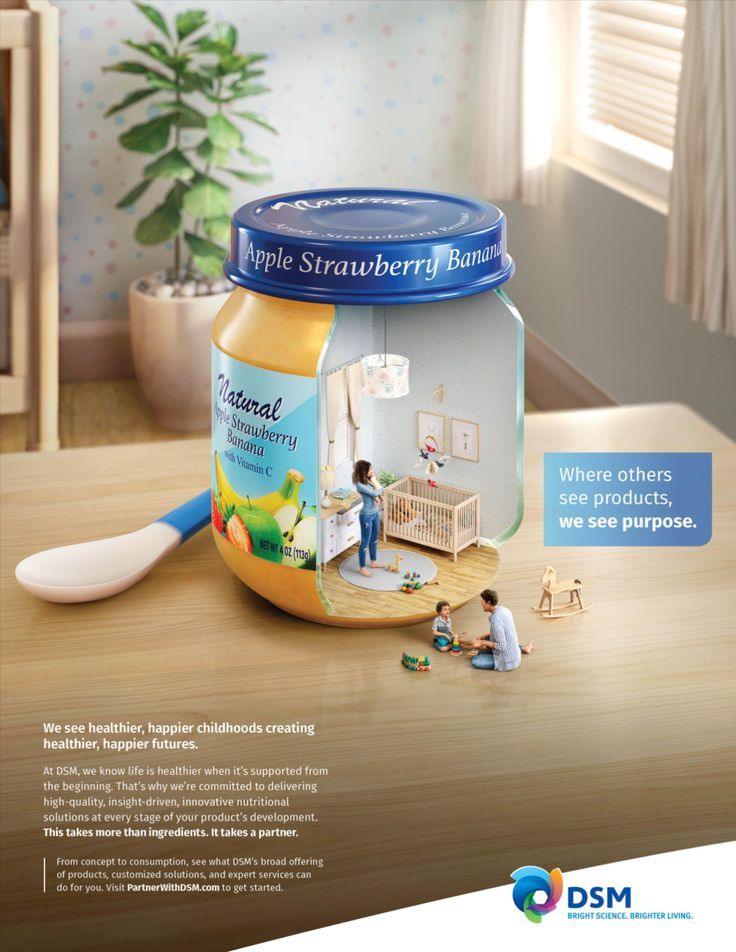 Natural
Apple Strawberry Banana
Apple Strawberry Banana
Natural
Apple Strawberry
Banana
with Vitamin C
NET WT 4 OZ (113g)
Where others
see products,
we see purpose.
We see healthier, happier childhoods creating
healthier, happier futures.
At DSM, we know life is healthier when it's supported from
the beginning. That's why we're committed to delivering
high-quality, insight-driven, innovative nutritional
solutions at every stage of your product's development.
This takes more than ingredients. It takes a partner.
From concept to consumption, see what DSM's broad offering
of products, customized solutions, and expert services can
do for you. Visit PartnerWithDSM.com to get started.
DSM
BRIGHT SCIENCE. BRIGHTER LIVING.